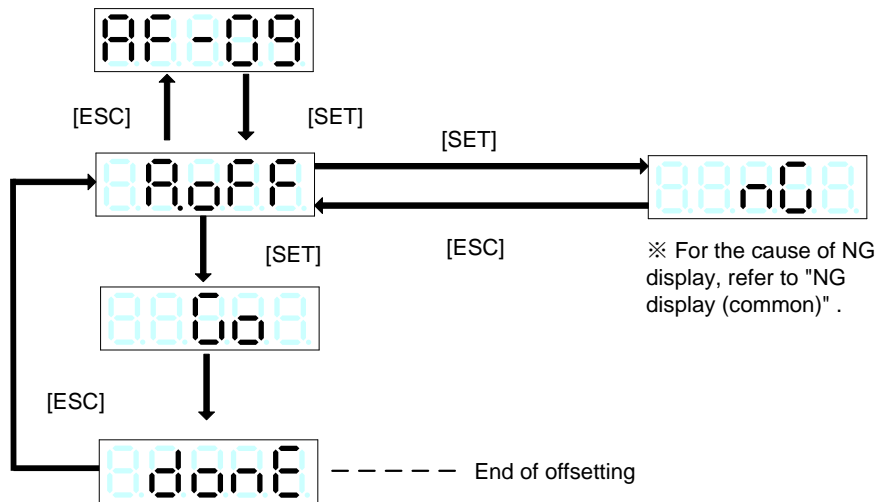 AF-09
[ESC]
[SET]
[SET]
A.oFF
nG
[SET]
[ESC]
※ For the cause of NG
display, refer to "NG
display (common)" .
Go
[ESC]
donE
End of offsetting